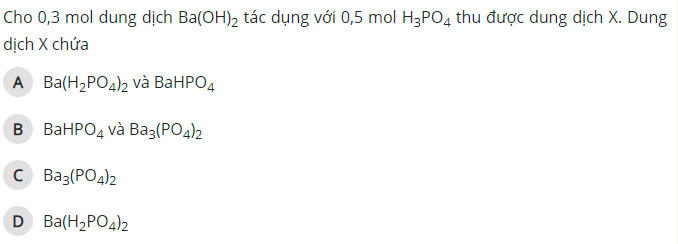 Cho 0,3 mol dung dịch Ba(OH)₂ tác dụng với 0,5 mol H₃PO₄ thu được dung dịch X. Dung
dịch X chứa
A Ba(H₂PO₄)₂ và BaHPO₄
B BaHPO₄ và Ba₃(PO₄)₂
C Ba₃(PO₄)₂
D Ba(H₂PO₄)₂